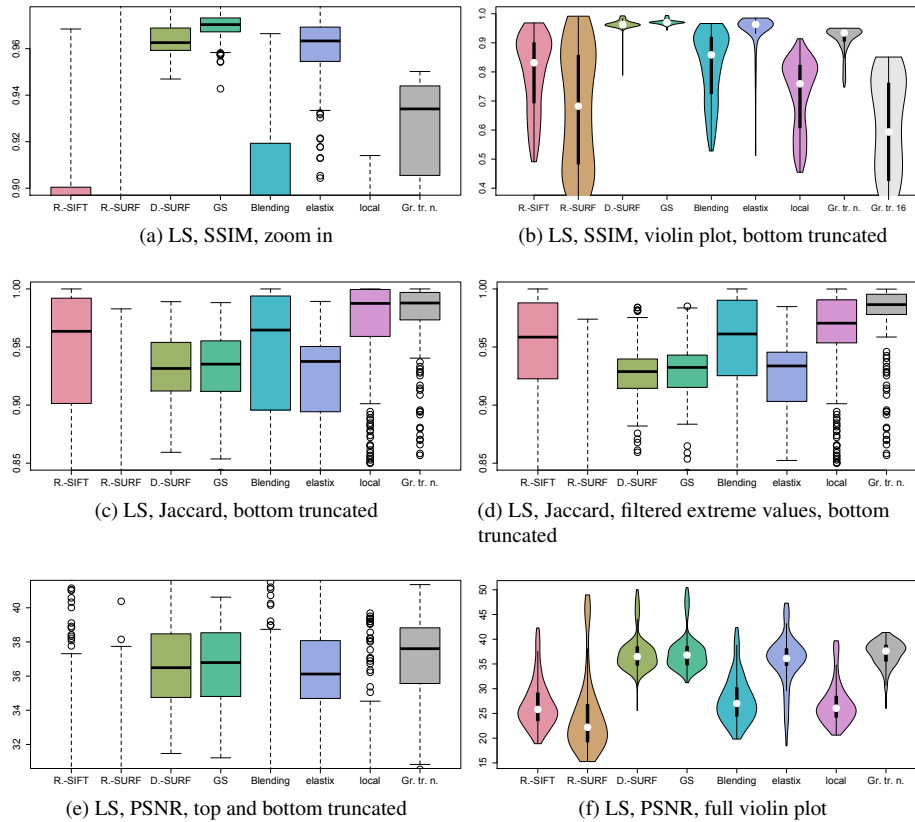 0.90 0.92 0.94 0.96
R.-SIFT R.-SURF D.-SURF GS Blending elastix local Gr. tr. n.
(a) LS, SSIM, zoom in
0.4 0.5 0.6 0.7 0.8 0.9 1.0
R.-SIFT R.-SURF D.-SURF GS Blending elastix local Gr. tr. n. Gr. tr. 16
(b) LS, SSIM, violin plot, bottom truncated
0.85 0.90 0.95 1.00
R.-SIFT R.-SURF D.-SURF GS Blending elastix local Gr. tr. n.
(c) LS, Jaccard, bottom truncated
0.85 0.90 0.95 1.00
R.-SIFT R.-SURF D.-SURF GS Blending elastix local Gr. tr. n.
(d) LS, Jaccard, filtered extreme values, bottom
truncated
32 34 36 38 40
R.-SIFT R.-SURF D.-SURF GS Blending elastix local Gr. tr. n.
(e) LS, PSNR, top and bottom truncated
15 20 25 30 35 40 45 50
R.-SIFT R.-SURF D.-SURF GS Blending elastix local Gr. tr. n.
(f) LS, PSNR, full violin plot